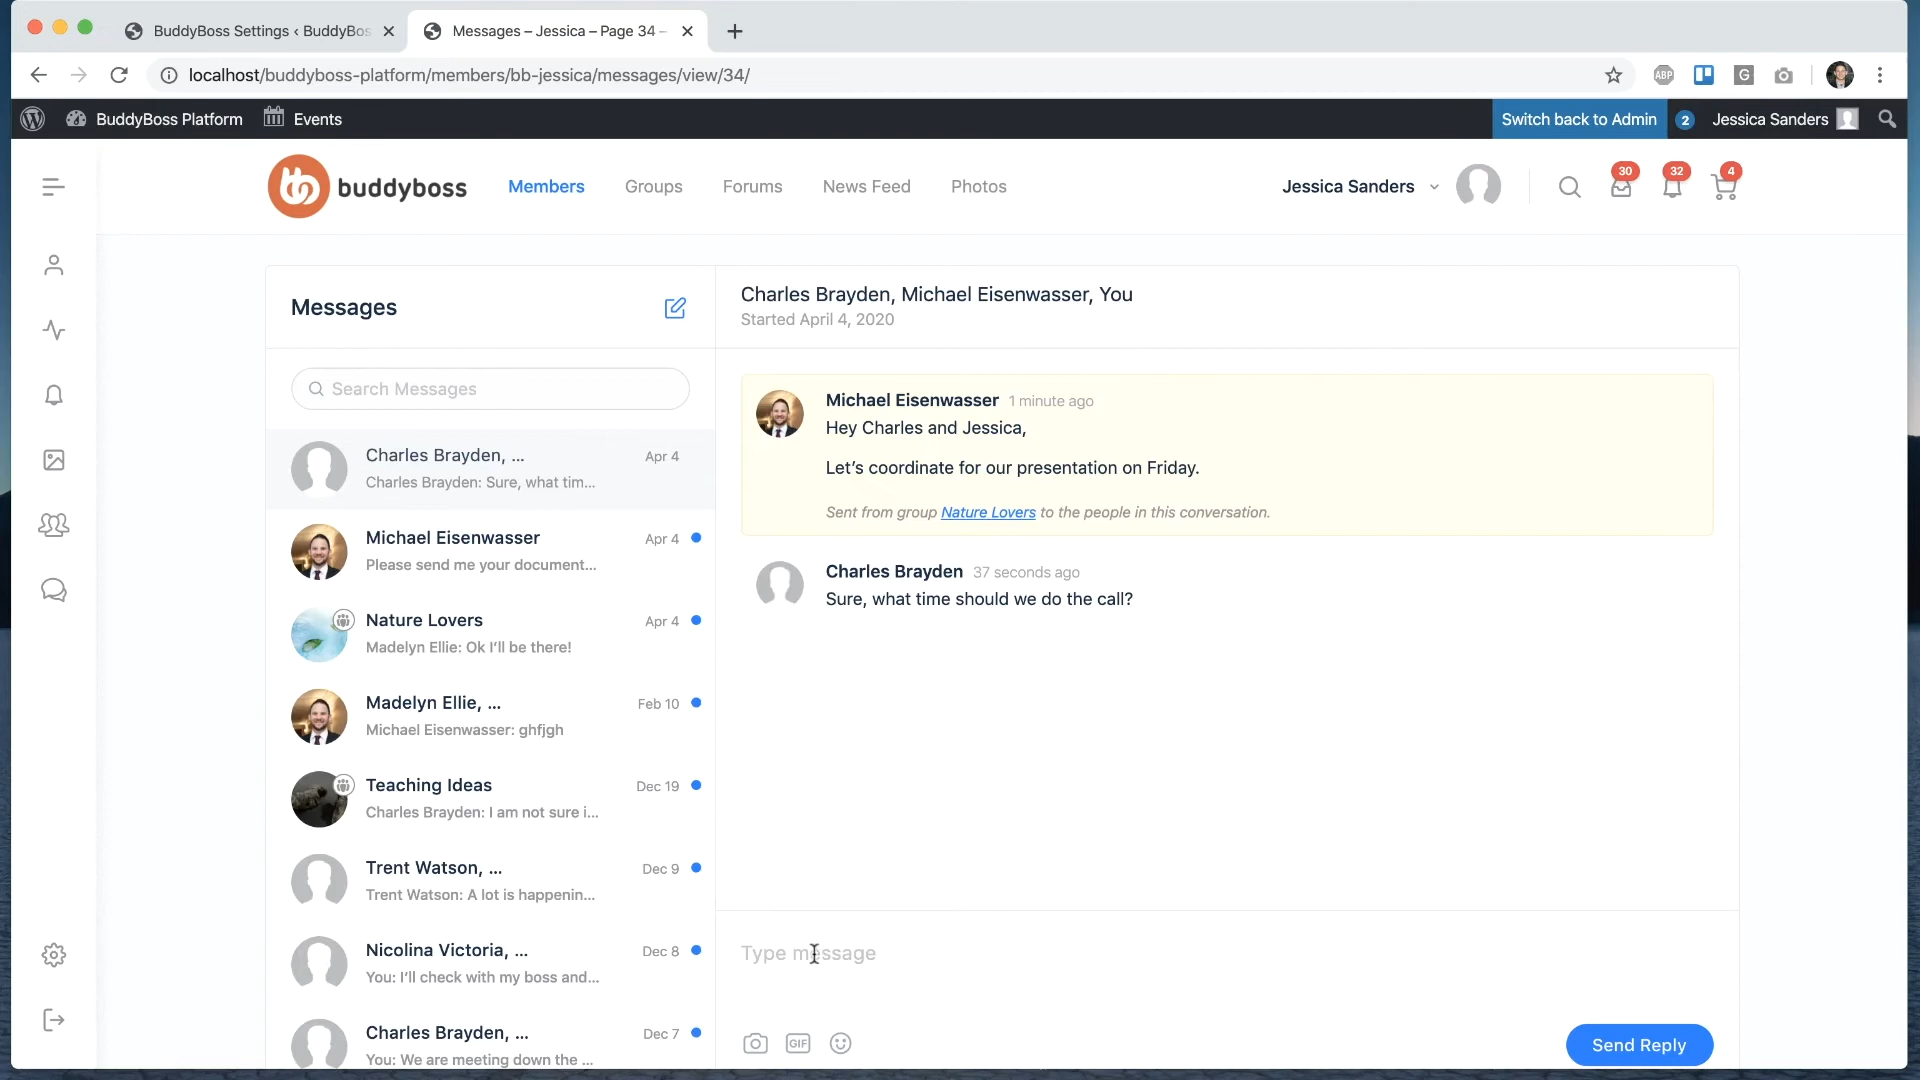 BuddyBoss Settings ‹ BuddyBos
Messages – Jessica – Page 34 –
localhost/buddyboss-platform/members/bb-jessica/messages/view/34/
ABP
G
BuddyBoss Platform
Events
Switch back to Admin
2
Jessica Sanders
buddyboss
Members
Groups
Forums
News Feed
Photos
Jessica Sanders
30
32
4
Messages
Search Messages
Charles Brayden, ...
Apr 4
Charles Brayden: Sure, what tim...
Michael Eisenwasser
Apr 4
Please send me your document...
Nature Lovers
Apr 4
Madelyn Ellie: Ok I'll be there!
Madelyn Ellie, ...
Feb 10
Michael Eisenwasser: ghfjgh
Teaching Ideas
Dec 19
Charles Brayden: I am not sure i...
Trent Watson, ...
Dec 9
Trent Watson: A lot is happenin...
Nicolina Victoria, ...
Dec 8
You: I'll check with my boss and...
Charles Brayden, ...
Dec 7
You: We are meeting down the ...
Charles Brayden, Michael Eisenwasser, You
Started April 4, 2020
Michael Eisenwasser 1 minute ago
Hey Charles and Jessica,
Let's coordinate for our presentation on Friday.
Sent from group Nature Lovers to the people in this conversation.
Charles Brayden 37 seconds ago
Sure, what time should we do the call?
Type message
GIF
Send Reply